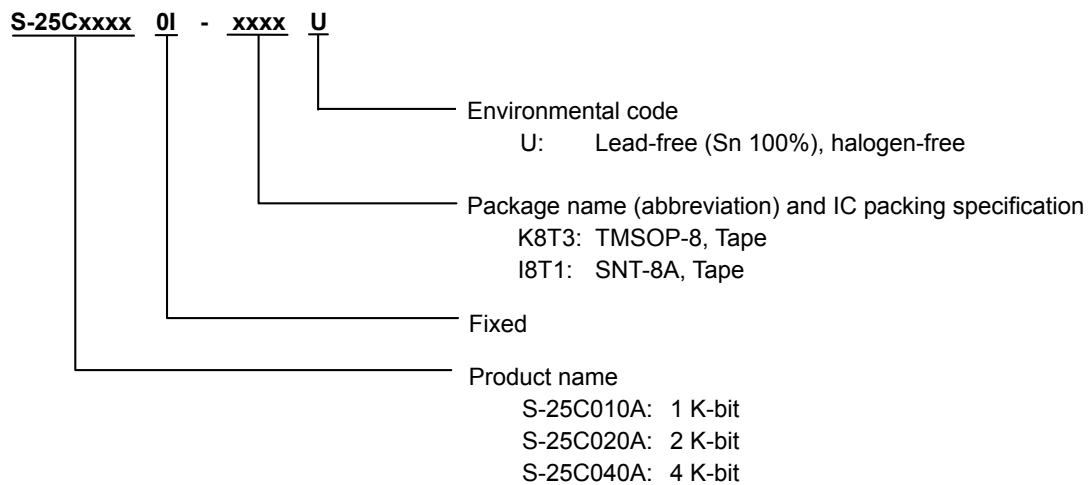 S-25Cxxxx 0I - xxxx U
Environmental code
U: Lead-free (Sn 100%), halogen-free
Package name (abbreviation) and IC packing specification
K8T3: TMSOP-8, Tape
I8T1: SNT-8A, Tape
Fixed
Product name
S-25C010A: 1 K-bit
S-25C020A: 2 K-bit
S-25C040A: 4 K-bit